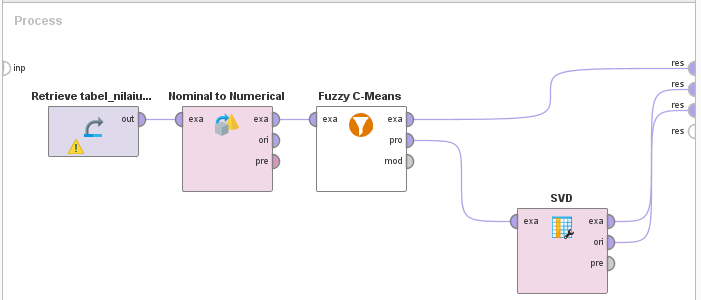 Process
inp
res
res
res
res
Retrieve tabel_nilaiu...
out
Nominal to Numerical
exa
exa
ori
pre
Fuzzy C-Means
exa
exa
pro
mod
SVD
exa
exa
ori
pre